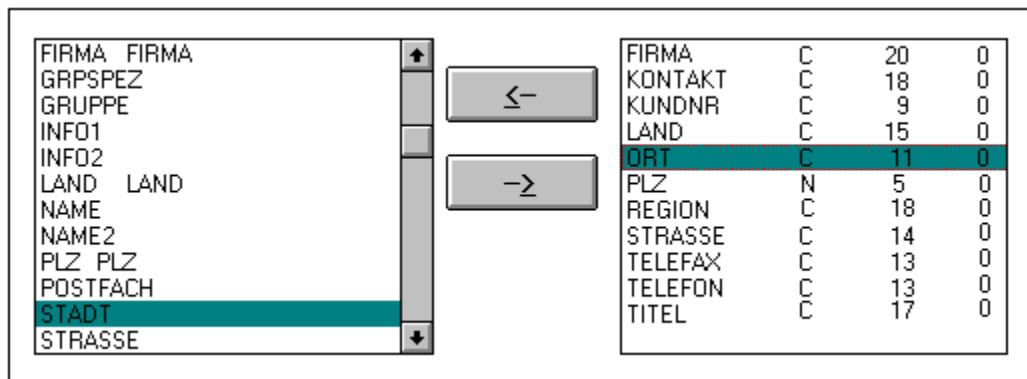 FIRMA FIRMA
GRPSPEZ
GRUPPE
INFO1
INFO2
LAND LAND
NAME
NAME2
PLZ PLZ
POSTFACH
STADT
STRASSE
<-
->
FIRMA C 20 0
KONTAKT C 18 0
KUNDNR C 9 0
LAND C 15 0
ORT C 11 0
PLZ N 5 0
REGION C 18 0
STRASSE C 14 0
TELEFAX C 13 0
TELEFON C 13 0
TITEL C 17 0